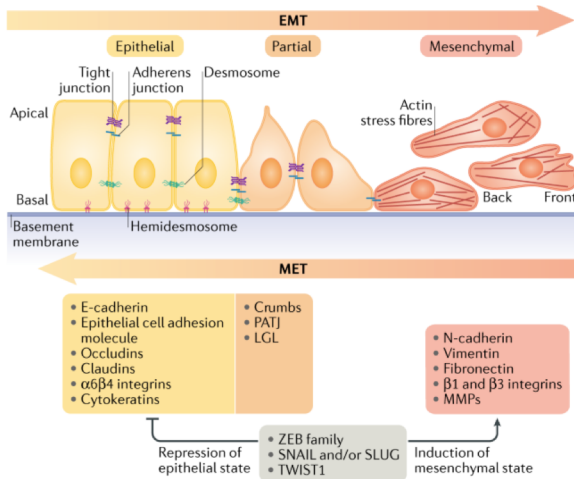 EMT
Epithelial
Partial
Mesenchymal
Tight
junction
Adherens
junction
Desmosome
Apical
Actin
stress fibres
Basal
Back
Front
Basement
membrane
Hemidesmosome
MET
• E-cadherin
• Epithelial cell adhesion
molecule
• Occludins
• Claudins
• α6β4 integrins
• Cytokeratins
• Crumbs
• PATJ
• LGL
• N-cadherin
• Vimentin
• Fibronectin
• β1 and β3 integrins
• MMPs
Repression of
epithelial state
• ZEB family
• SNAIL and/or SLUG
• TWIST1
Induction of
mesenchymal state